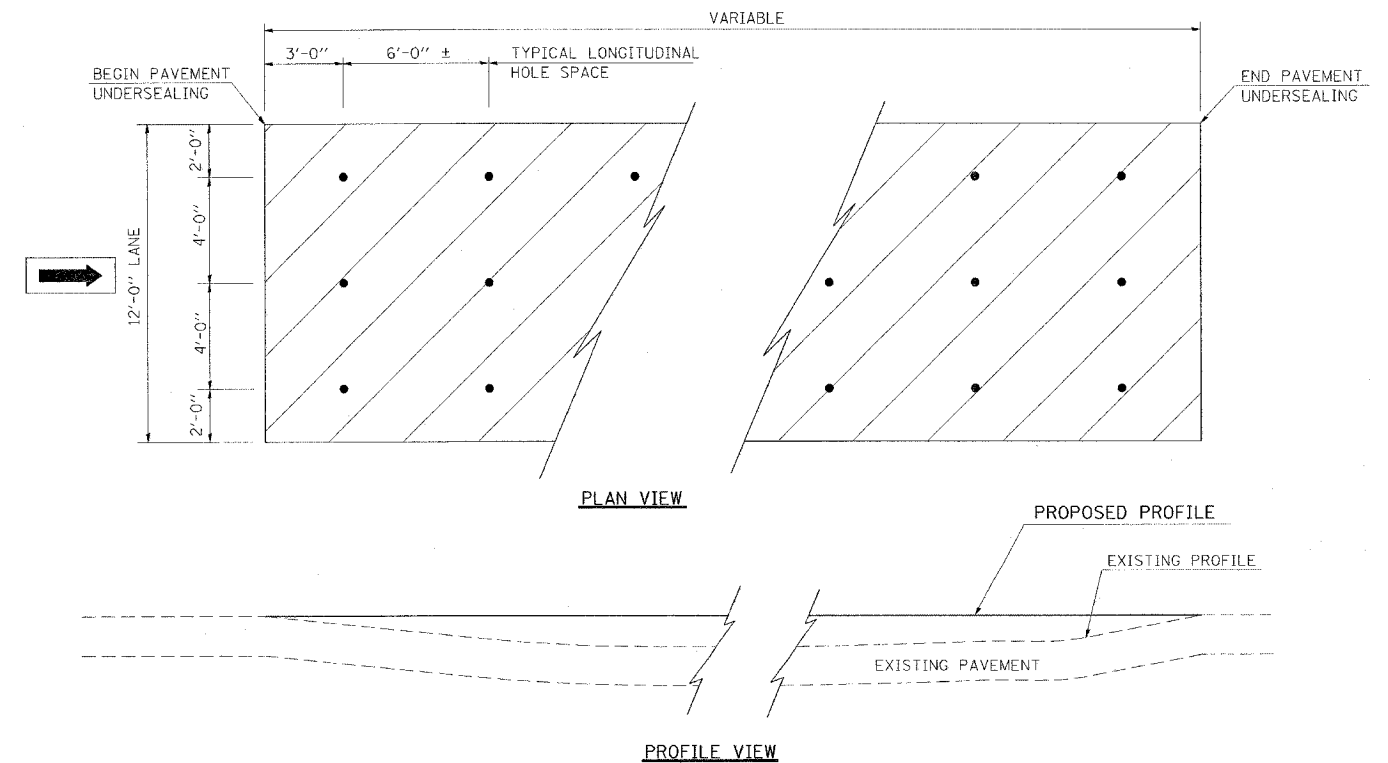 VARIABLE
3'-0"
6'-0" ±
TYPICAL LONGITUDINAL
HOLE SPACE
BEGIN PAVEMENT
UNDERSEALING
END PAVEMENT
UNDERSEALING
2'-0"
4'-0"
12'-0" LANE
4'-0"
2'-0"
PLAN VIEW
PROPOSED PROFILE
EXISTING PROFILE
EXISTING PAVEMENT
PROFILE VIEW